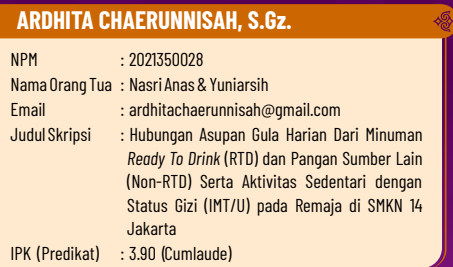 ARDHITA CHAERUNNISAH, S.Gz.
NPM : 2021350028
Nama Orang Tua : Nasri Anas & Yuniarsih
Email : ardhitachaerunnisah@gmail.com
Judul Skripsi : Hubungan Asupan Gula Harian Dari Minuman
Ready To Drink (RTD) dan Pangan Sumber Lain
(Non-RTD) Serta Aktivitas Sedentari dengan
Status Gizi (IMT/U) pada Remaja di SMKN 14
Jakarta
IPK (Predikat) : 3.90 (Cumlaude)